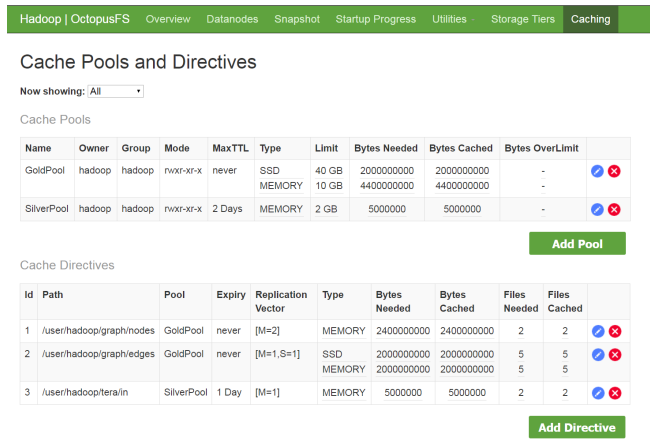 Hadoop | OctopusFS Overview Datanodes Snapshot Startup Progress Utilities Storage Tiers Caching
Cache Pools and Directives
Now showing: All
Cache Pools
Name Owner Group Mode MaxTTL Type Limit Bytes Needed Bytes Cached Bytes OverLimit
GoldPool hadoop hadoop rwxr-xr-x never SSD 40 GB 2000000000 2000000000 -
MEMORY 10 GB 4400000000 4400000000 -
SilverPool hadoop hadoop rwxr-xr-x 2 Days MEMORY 2 GB 5000000 5000000 -
Add Pool
Cache Directives
Id Path Pool Expiry Replication Type Bytes Bytes Files Files
Vector Needed Cached Needed Cached
1 /user/hadoop/graph/nodes GoldPool never [M=2] MEMORY 2400000000 2400000000 2 2
2 /user/hadoop/graph/edges GoldPool never [M=1,S=1] SSD 2000000000 2000000000 5 5
MEMORY 2000000000 2000000000 5 5
3 /user/hadoop/tera/in SilverPool 1 Day [M=1] MEMORY 5000000 5000000 2 2
Add Directive